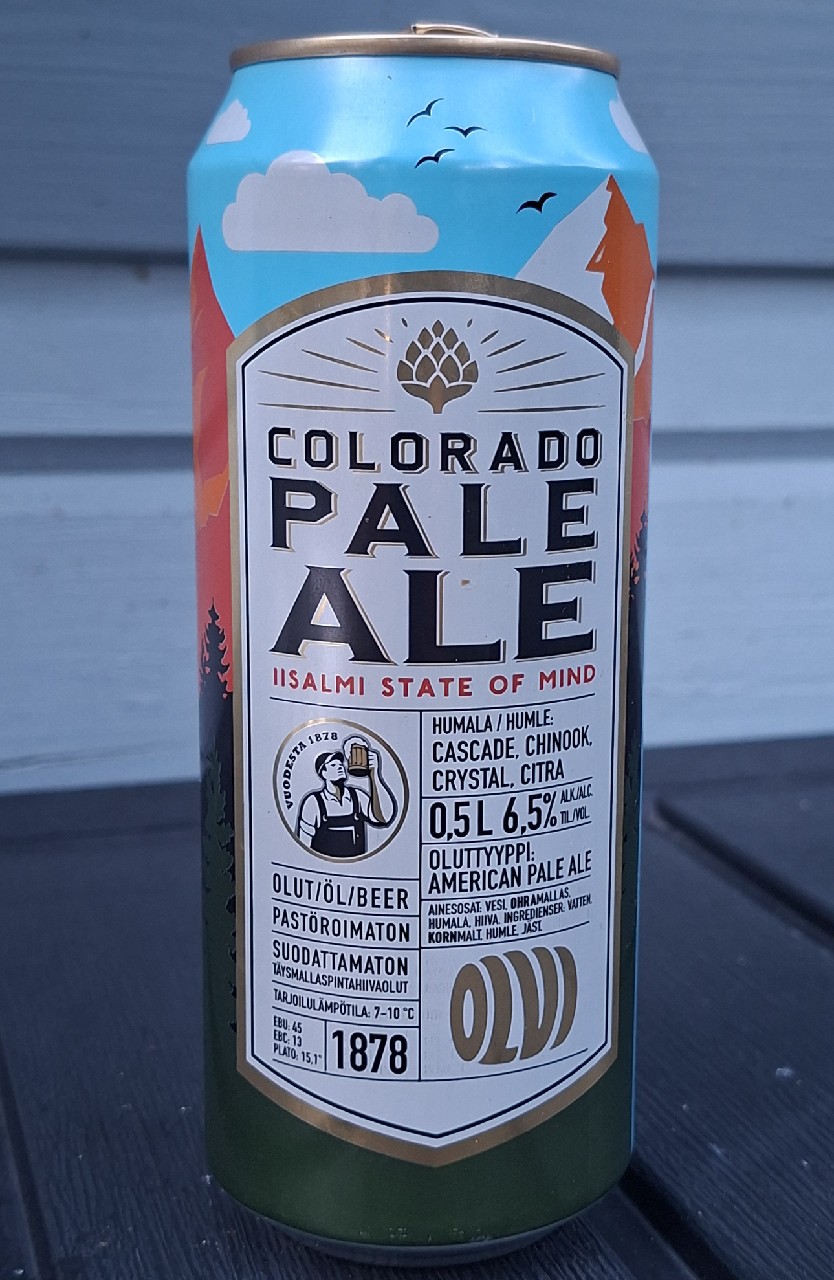 COLORADO
PALE
ALE
IISALMI STATE OF MIND
VUODESTA 1878
OLUT/ÖL/BEER
PASTÖROIMATON
SUODATTAMATON
TÄYSMALLASPINTAHIIVAOLUT
TARJOILULÄMPÖTILA: 7-10 °C
EBU: 45
EBC: 13
PLATO: 15,1°
1878
HUMALA / HUMLE:
CASCADE, CHINOOK,
CRYSTAL, CITRA
0,5 L 6,5% ALK./ALC.
TIL./VOL.
OLUTTYYPPI:
AMERICAN PALE ALE
AINESOSAT: VESI, OHRAMALLAS,
HUMALA, HIIVA. INGREDIENSER: VATTEN,
KORNMALT, HUMLE, JÄST.
OLVI